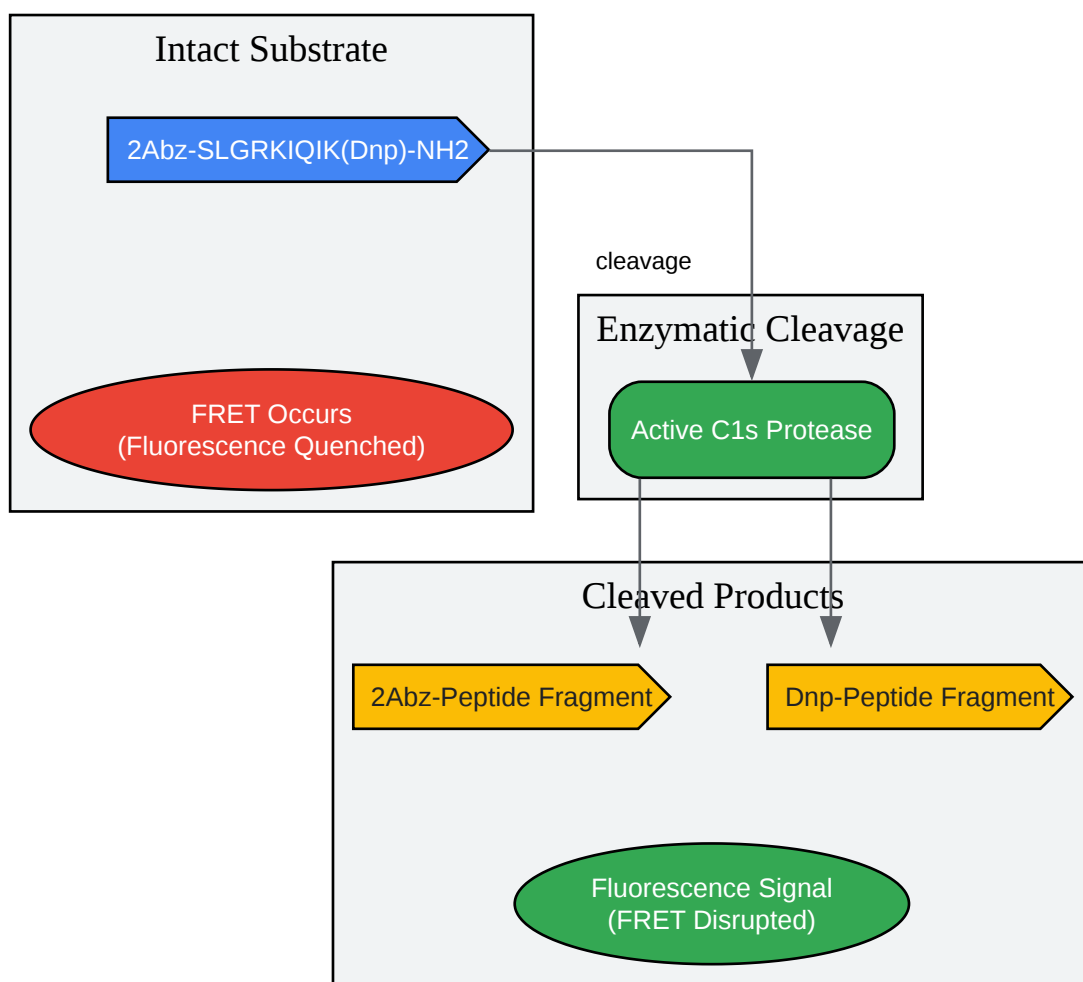 Intact Substrate
2Abz-SLGRKIQIK(Dnp)-NH2
cleavage
Enzymatic Cleavage
FRET Occurs
(Fluorescence Quenched)
Active C1s Protease
Cleaved Products
2Abz-Peptide Fragment
Dnp-Peptide Fragment
Fluorescence Signal
(FRET Disrupted)